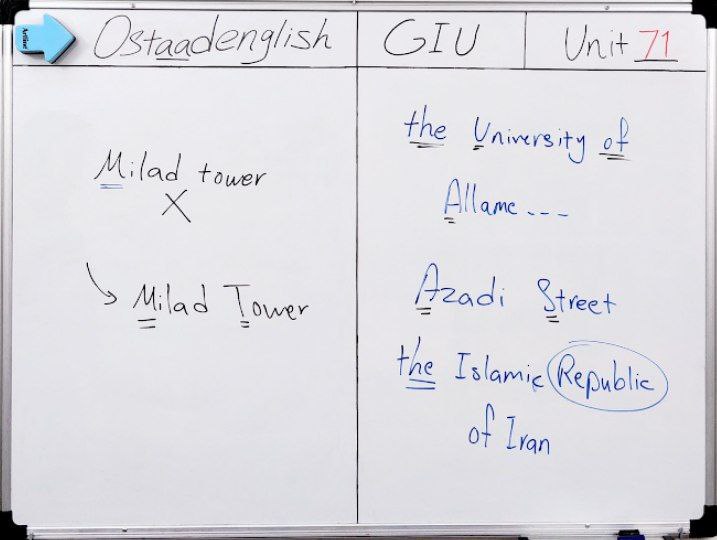 Artline
Ostaadenglish
GIU
Unit 71
Milad tower
X
Milad Tower
the University of
Allame ---
Azadi Street
the Islamic Republic
of Iran